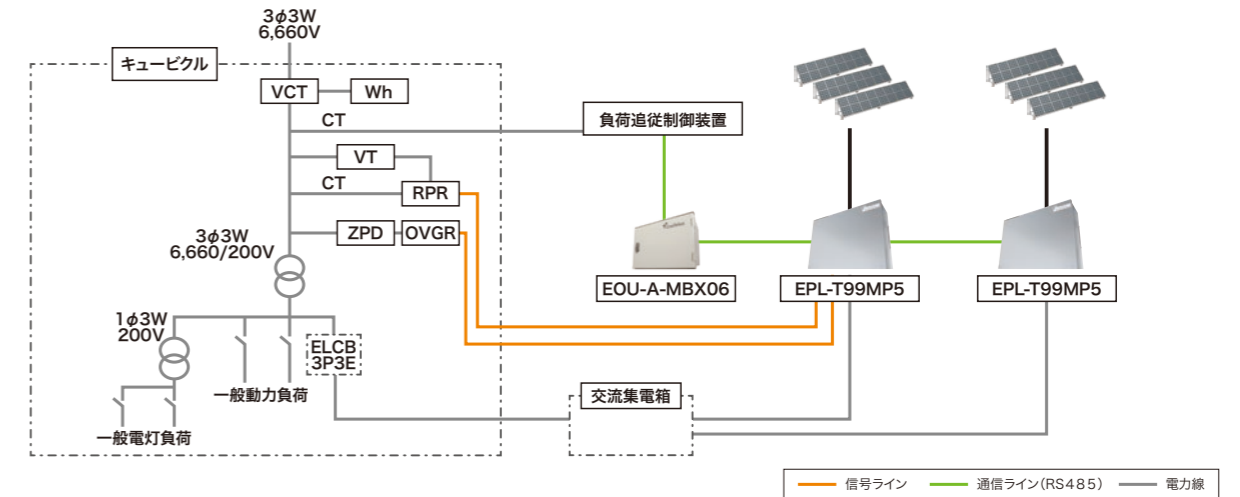 3φ3W
6,660V
キュービクル
VCT
Wh
CT
負荷追従制御装置
VT
CT
RPR
ZPD
OVGR
3φ3W
6,660/200V
EOU-A-MBX06
EPL-T99MP5
EPL-T99MP5
1φ3W
200V
ELCB
3P3E
一般動力負荷
交流集電箱
一般電灯負荷
信号ライン
通信ライン(RS485)
電力線